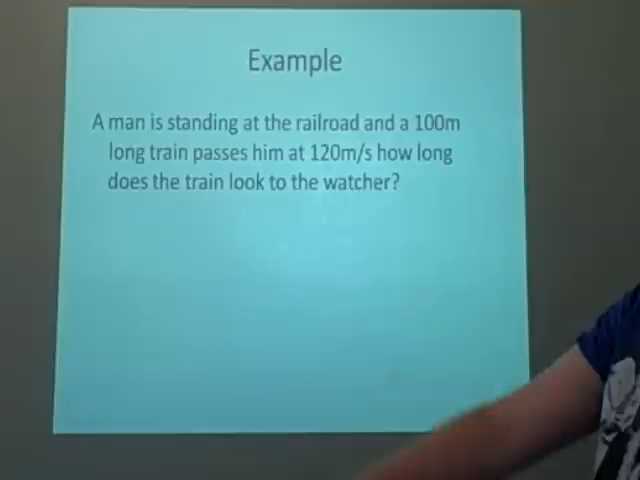 Example
A man is standing at the railroad and a 100m
long train passes him at 120m/s how long
does the train look to the watcher?